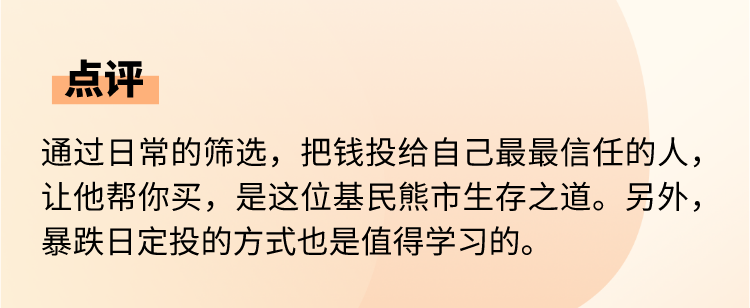 点评
通过日常的筛选，把钱投给自己最最信任的人，
让他帮你买，是这位基民熊市生存之道。另外，
暴跌日定投的方式也是值得学习的。